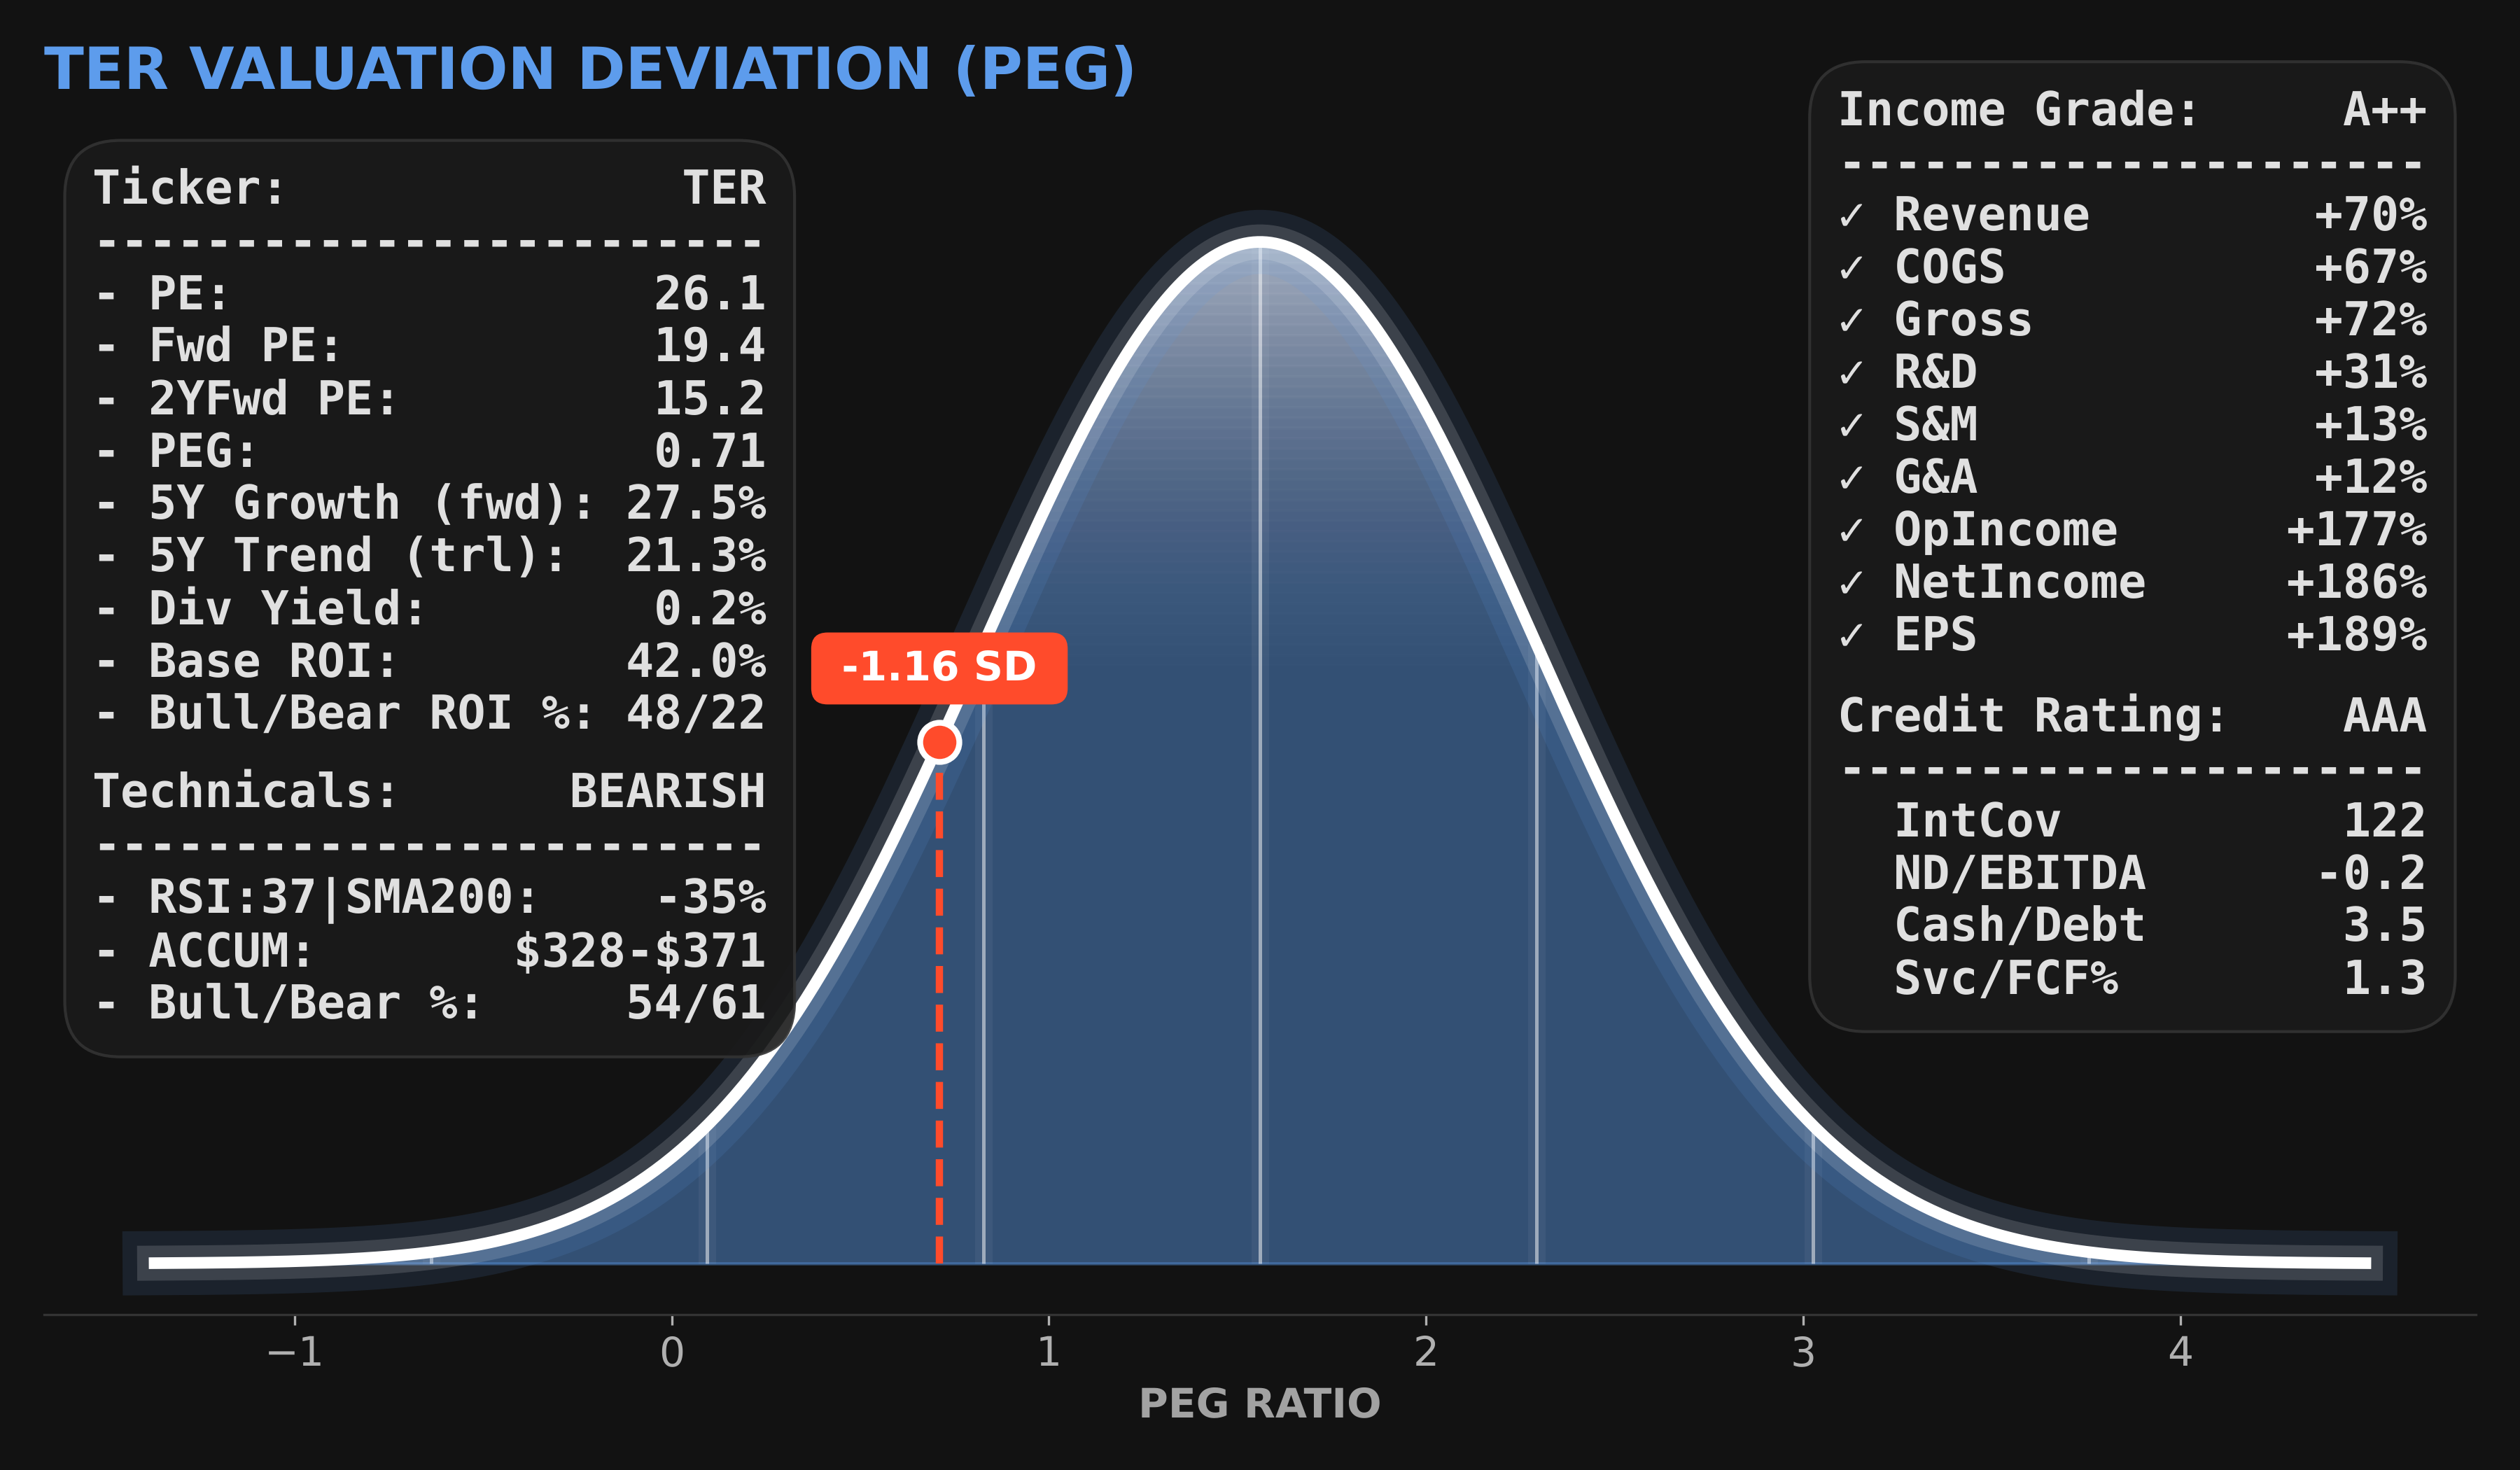 TER VALUATION DEVIATION (PEG)
Ticker: TER
------------------------
- PE: 26.1
- Fwd PE: 19.4
- 2YFwd PE: 15.2
- PEG: 0.71
- 5Y Growth (fwd): 27.5%
- 5Y Trend (trl): 21.3%
- Div Yield: 0.2%
- Base ROI: 42.0%
- Bull/Bear ROI %: 48/22
Technicals: BEARISH
------------------------
- RSI:37|SMA200: -35%
- ACCUM: $328-$371
- Bull/Bear %: 54/61
-1.16 SD
Income Grade: A++
---------------------
✓ Revenue +70%
✓ COGS +67%
✓ Gross +72%
✓ R&D +31%
✓ S&M +13%
✓ G&A +12%
✓ OpIncome +177%
✓ NetIncome +186%
✓ EPS +189%
Credit Rating: AAA
---------------------
IntCov 122
ND/EBITDA -0.2
Cash/Debt 3.5
Svc/FCF% 1.3
−1 0 1 2 3 4
PEG RATIO